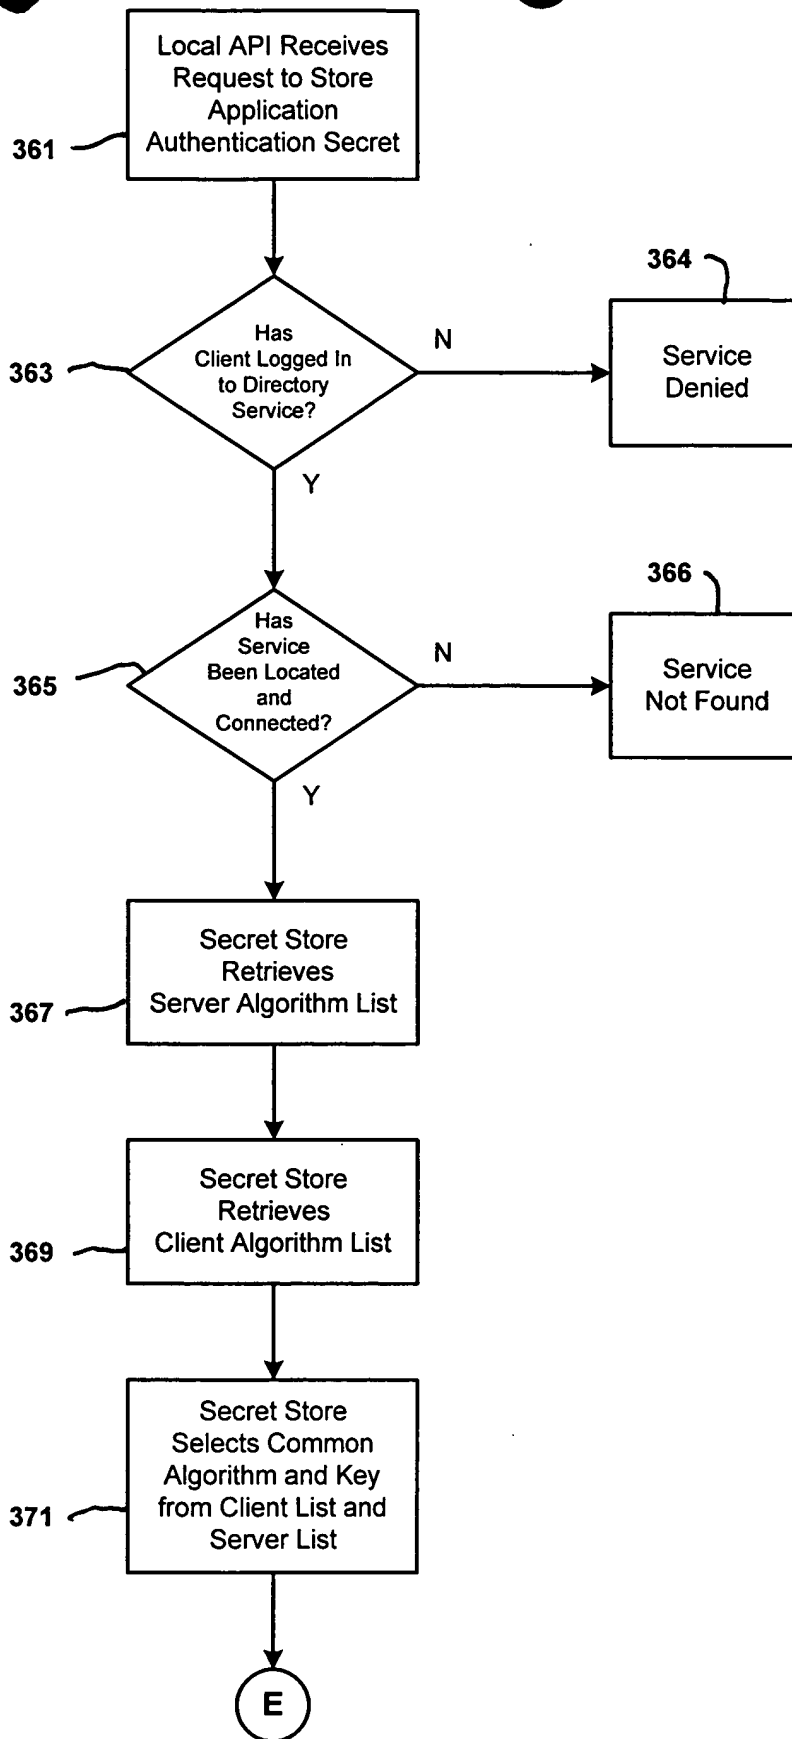 Local API Receives
Request to Store
Application
Authentication Secret
361
364
Has
Client Logged In
to Directory
Service?
363
N
Service
Denied
Y
366
Has
Service
Been Located
and
Connected?
365
N
Service
Not Found
Y
Secret Store
Retrieves
Server Algorithm List
367
Secret Store
Retrieves
Client Algorithm List
369
Secret Store
Selects Common
Algorithm and Key
from Client List and
Server List
371
E